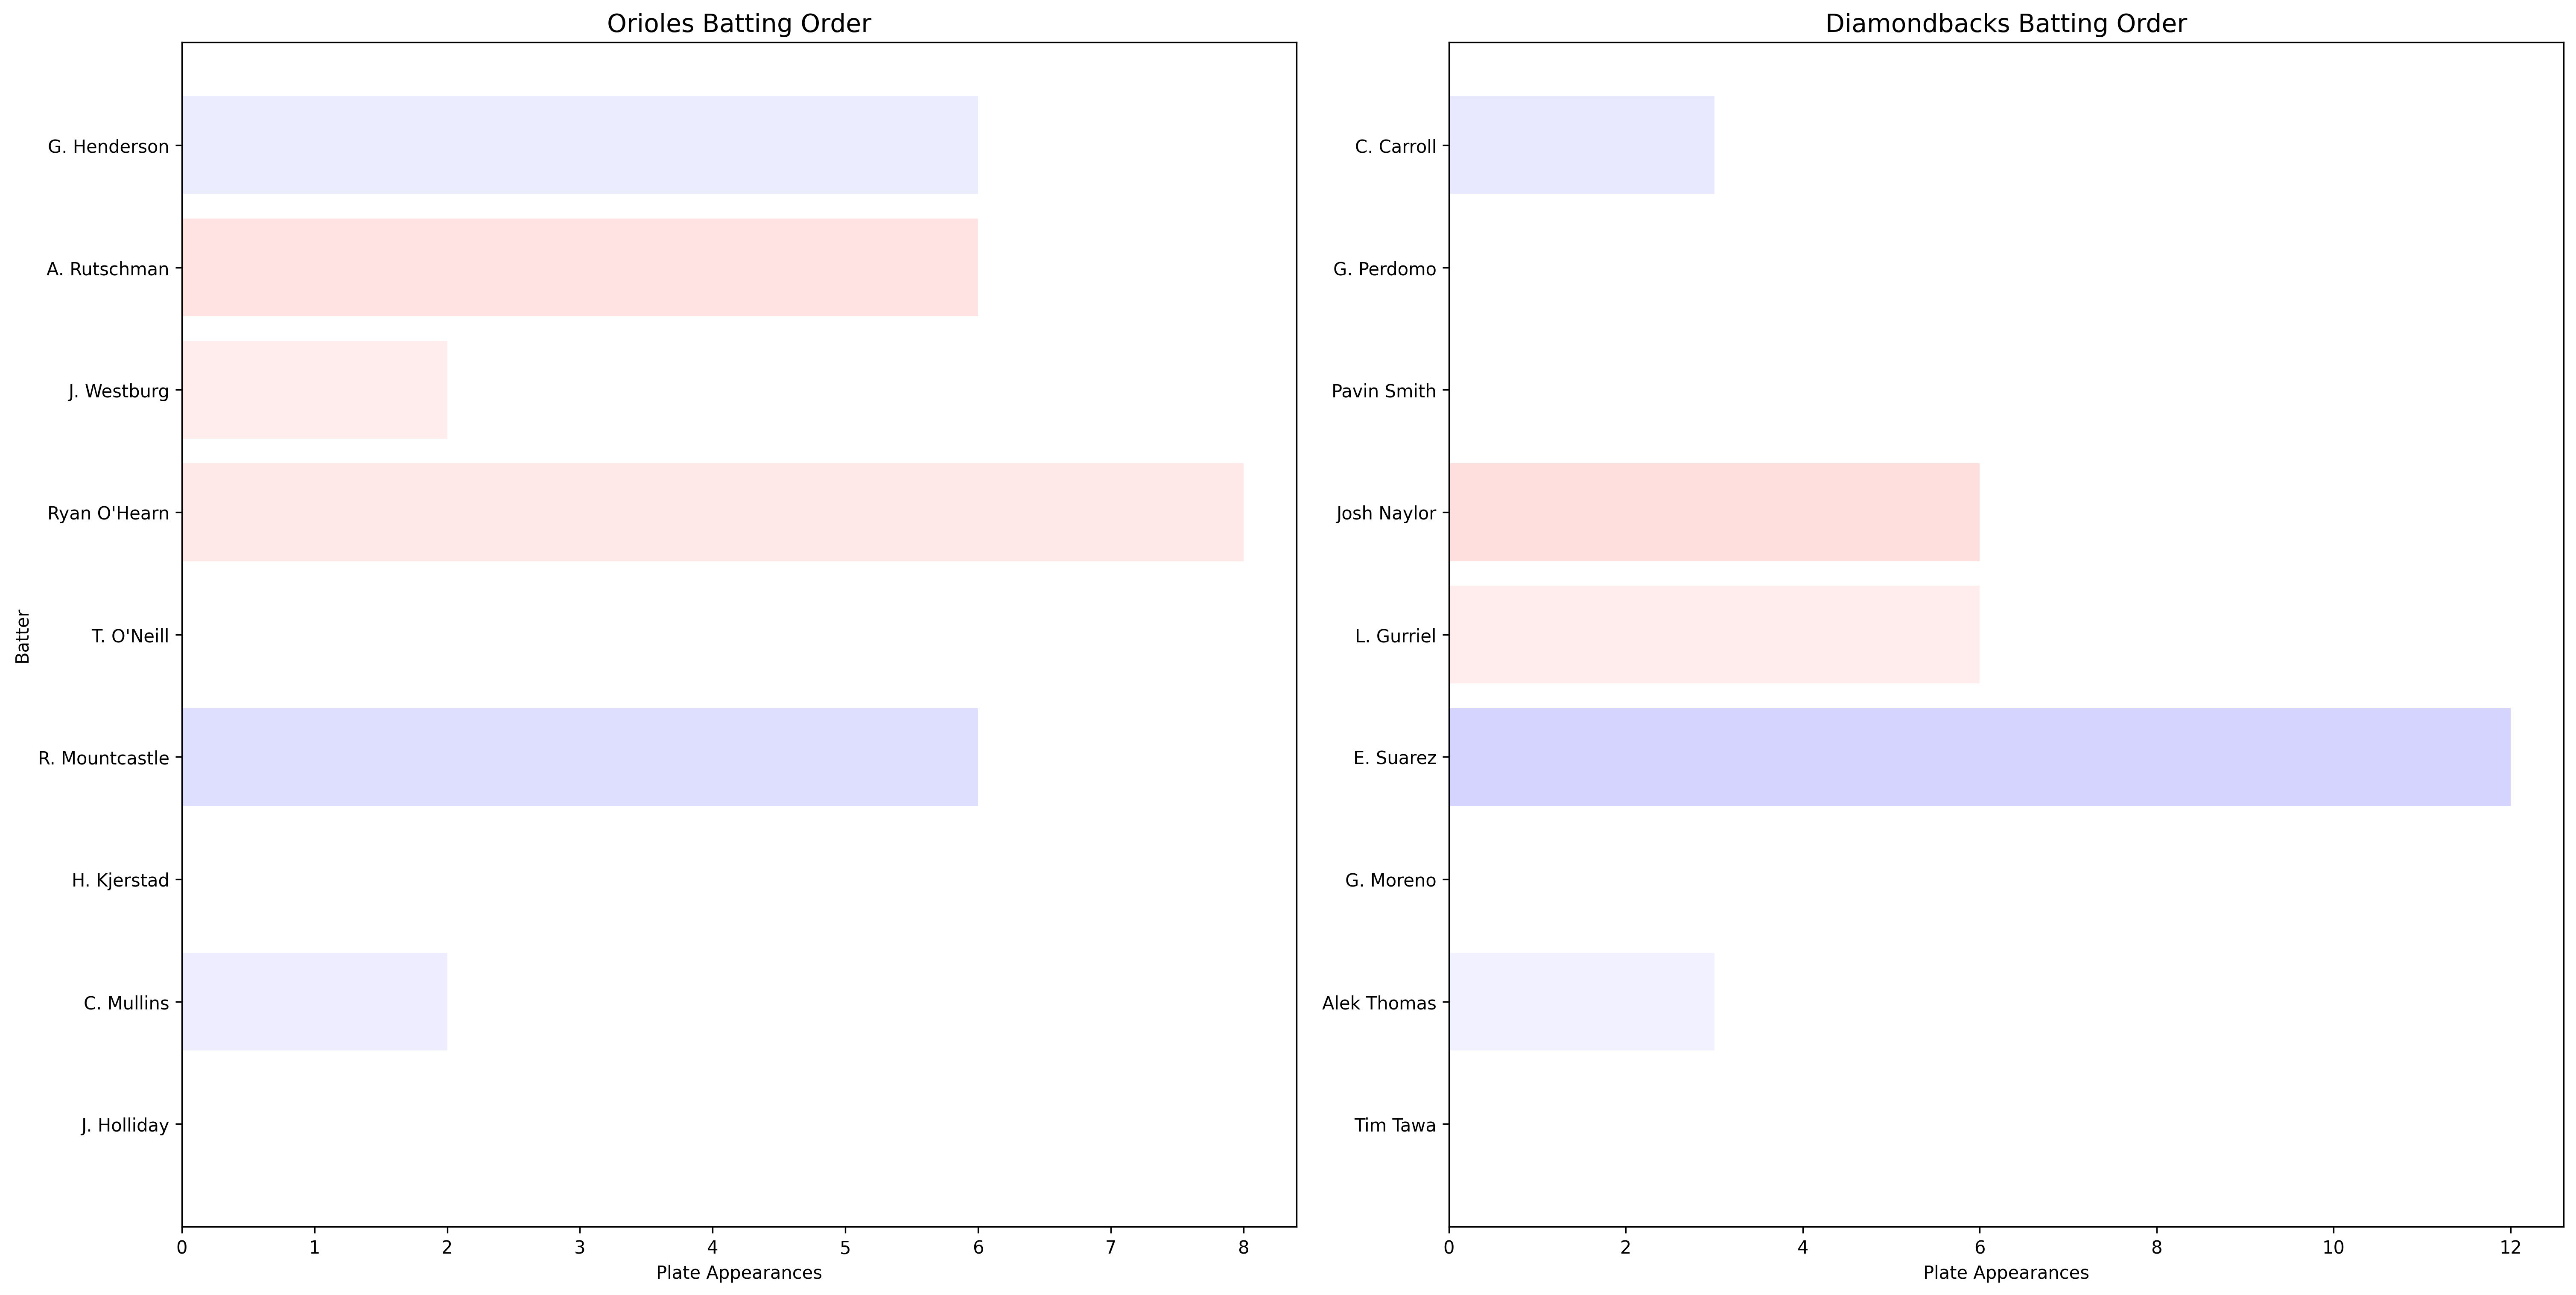 Orioles Batting Order
Batter
G. Henderson
A. Rutschman
J. Westburg
Ryan O'Hearn
T. O'Neill
R. Mountcastle
H. Kjerstad
C. Mullins
J. Holliday
0 1 2 3 4 5 6 7 8
Plate Appearances
Diamondbacks Batting Order
C. Carroll
G. Perdomo
Pavin Smith
Josh Naylor
L. Gurriel
E. Suarez
G. Moreno
Alek Thomas
Tim Tawa
0 2 4 6 8 10 12
Plate Appearances